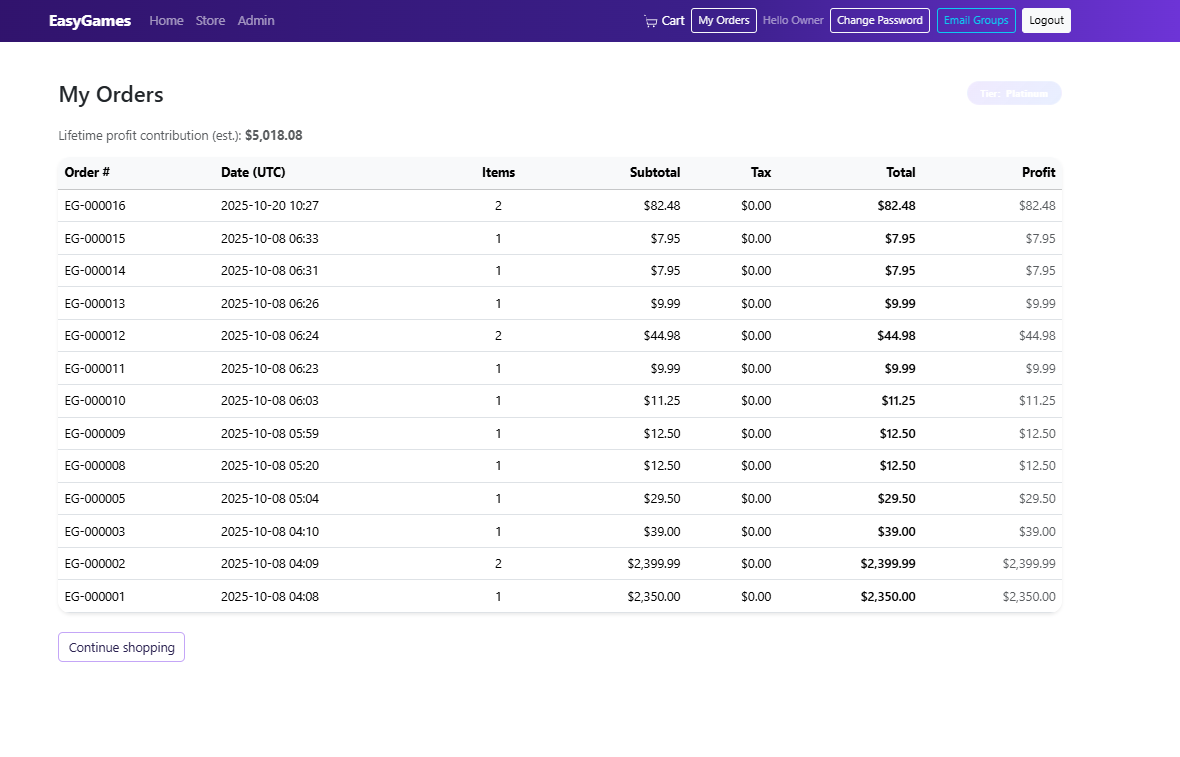 EasyGames Home Store Admin Cart My Orders Hello Owner Change Password Email Groups Logout
My Orders Tier: Platinum
Lifetime profit contribution (est.): $5,018.08
Order # Date (UTC) Items Subtotal Tax Total Profit
EG-000016 2025-10-20 10:27 2 $82.48 $0.00 $82.48 $82.48
EG-000015 2025-10-08 06:33 1 $7.95 $0.00 $7.95 $7.95
EG-000014 2025-10-08 06:31 1 $7.95 $0.00 $7.95 $7.95
EG-000013 2025-10-08 06:26 1 $9.99 $0.00 $9.99 $9.99
EG-000012 2025-10-08 06:24 2 $44.98 $0.00 $44.98 $44.98
EG-000011 2025-10-08 06:23 1 $9.99 $0.00 $9.99 $9.99
EG-000010 2025-10-08 06:03 1 $11.25 $0.00 $11.25 $11.25
EG-000009 2025-10-08 05:59 1 $12.50 $0.00 $12.50 $12.50
EG-000008 2025-10-08 05:20 1 $12.50 $0.00 $12.50 $12.50
EG-000005 2025-10-08 05:04 1 $29.50 $0.00 $29.50 $29.50
EG-000003 2025-10-08 04:10 1 $39.00 $0.00 $39.00 $39.00
EG-000002 2025-10-08 04:09 2 $2,399.99 $0.00 $2,399.99 $2,399.99
EG-000001 2025-10-08 04:08 1 $2,350.00 $0.00 $2,350.00 $2,350.00
Continue shopping